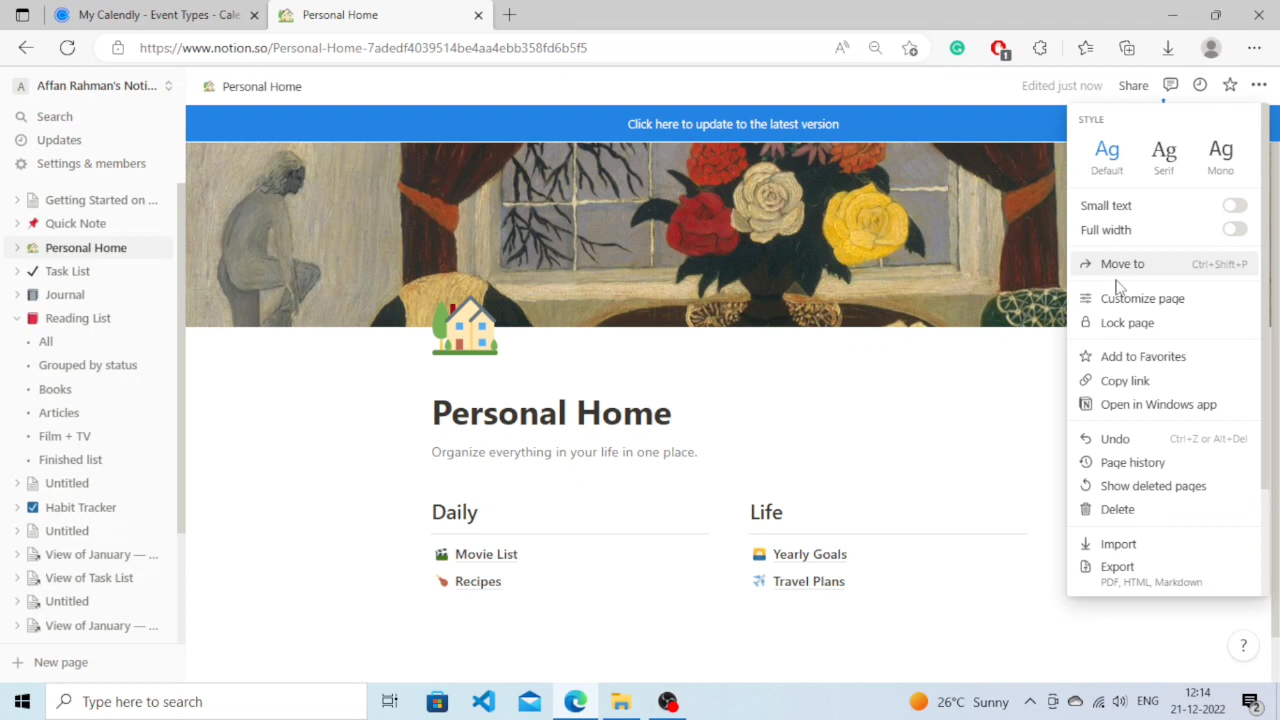 My Calendly - Event Types - Cale
Personal Home
https://www.notion.so/Personal-Home-7adedf4039514be4aa4ebb358fd6b5f5
1
A Affan Rahman's Noti...
Personal Home
Edited just now
Share
Search
Updates
Settings & members
Getting Started on ...
Quick Note
Personal Home
Task List
Journal
Reading List
All
Grouped by status
Books
Articles
Film + TV
Finished list
Untitled
Habit Tracker
Untitled
View of January — ...
View of Task List
Untitled
View of January — ...
New page
Click here to update to the latest version
Personal Home
Organize everything in your life in one place.
Daily
Movie List
Recipes
Life
Yearly Goals
Travel Plans
STYLE
Ag Ag Ag
Default Serif Mono
Small text
Full width
Move to Ctrl+Shift+P
Customize page
Lock page
Add to Favorites
Copy link
Open in Windows app
Undo Ctrl+Z or Alt+Del
Page history
Show deleted pages
Delete
Import
Export
PDF, HTML, Markdown
?
Type here to search
26°C Sunny
ENG
12:14
21-12-2022
2